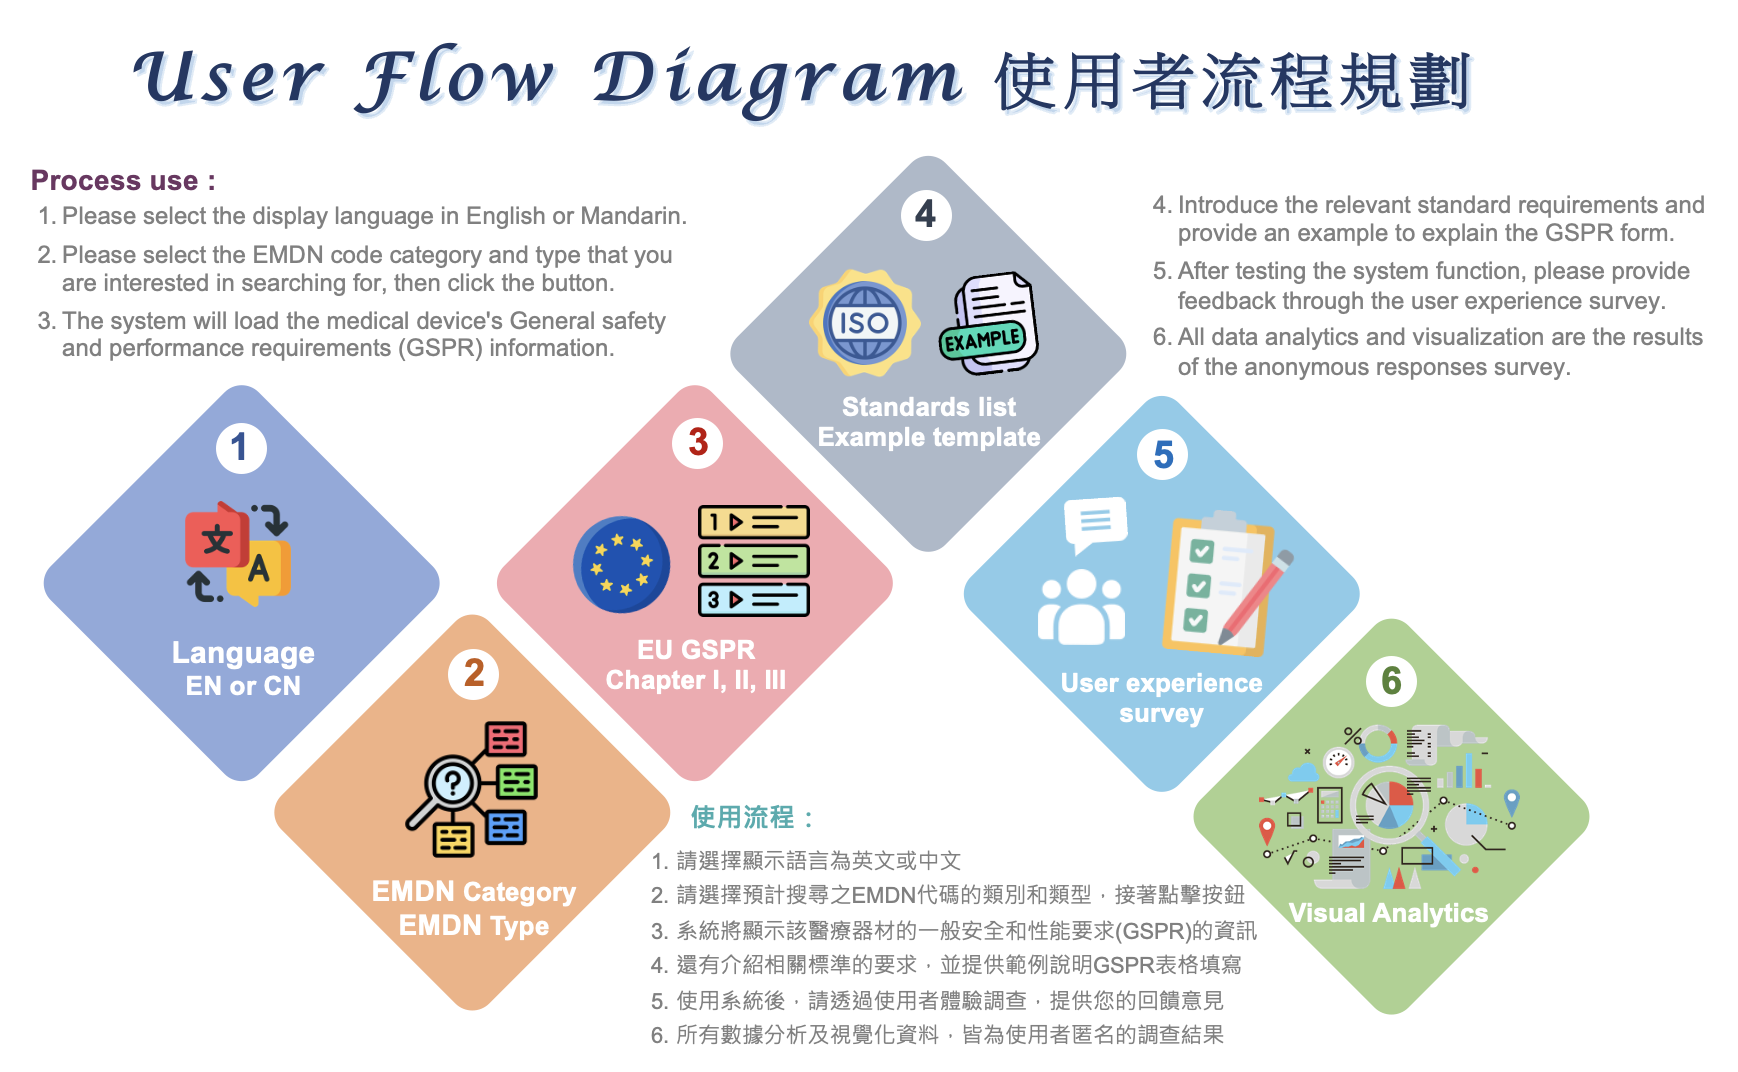 User Flow Diagram 使用者流程規劃
Process use :
1. Please select the display language in English or Mandarin.
2. Please select the EMDN code category and type that you
are interested in searching for, then click the button.
3. The system will load the medical device's General safety
and performance requirements (GSPR) information.
4. Introduce the relevant standard requirements and
provide an example to explain the GSPR form.
5. After testing the system function, please provide
feedback through the user experience survey.
6. All data analytics and visualization are the results
of the anonymous responses survey.
1
文
A
Language
EN or CN
2
?
EMDN Category
EMDN Type
3
1
2
3
EU GSPR
Chapter I, II, III
4
ISO
EXAMPLE
Standards list
Example template
5
User experience
survey
6
%
Visual Analytics
使用流程：
1. 請選擇顯示語言為英文或中文
2. 請選擇預計搜尋之EMDN代碼的類別和類型，接著點擊按鈕
3. 系統將顯示該醫療器材的一般安全和性能要求(GSPR)的資訊
4. 還有介紹相關標準的要求，並提供範例說明GSPR表格填寫
5. 使用系統後，請透過使用者體驗調查，提供您的回饋意見
6. 所有數據分析及視覺化資料，皆為使用者匿名的調查結果